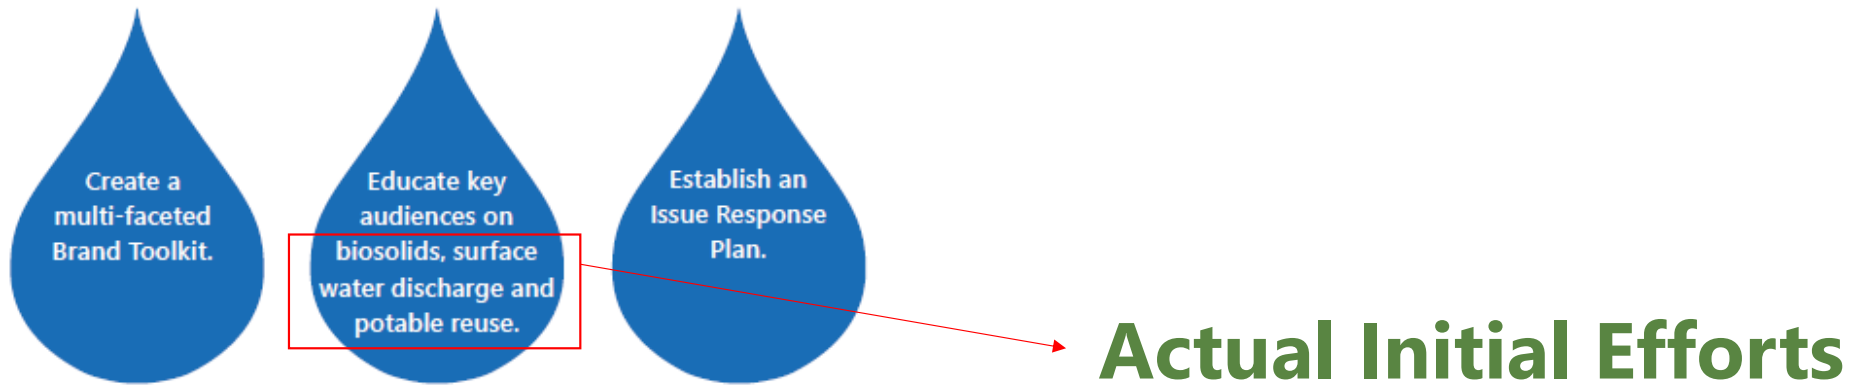 Create a
multi-faceted
Brand Toolkit.
Educate key
audiences on
biosolids, surface
water discharge and
potable reuse.
Establish an
Issue Response
Plan.
Actual Initial Efforts